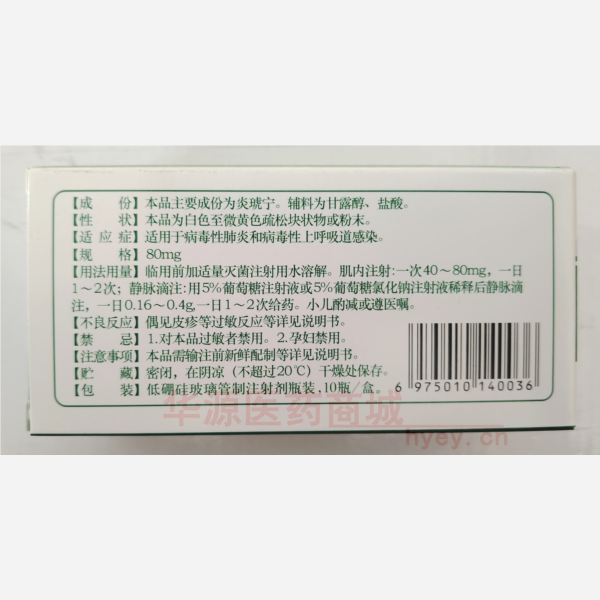 【成 份】本品主要成份为炎琥宁。辅料为甘露醇、盐酸。
【性 状】本品为白色至微黄色疏松块状物或粉末。
【适 应 症】适用于病毒性肺炎和病毒性上呼吸道感染。
【规 格】80mg
【用法用量】临用前加适量灭菌注射用水溶解。肌内注射:一次40~80mg,一日
1~2次;静脉滴注:用5%葡萄糖注射液或5%葡萄糖氯化钠注射液稀释后静脉滴
注,一日0.16~0.4g,一日1~2次给药。小儿酌减或遵医嘱。
【不良反应】偶见皮疹等过敏反应等详见说明书。
【禁 忌】1.对本品过敏者禁用。2.孕妇禁用。
【注意事项】本品需输注前新鲜配制等详见说明书。
【贮 藏】密闭,在阴凉(不超过20℃)干燥处保存。
【包 装】低硼硅玻璃管制注射剂瓶装,10瓶/盒。
6 975010 140036
华源医药商城
hyey.cn